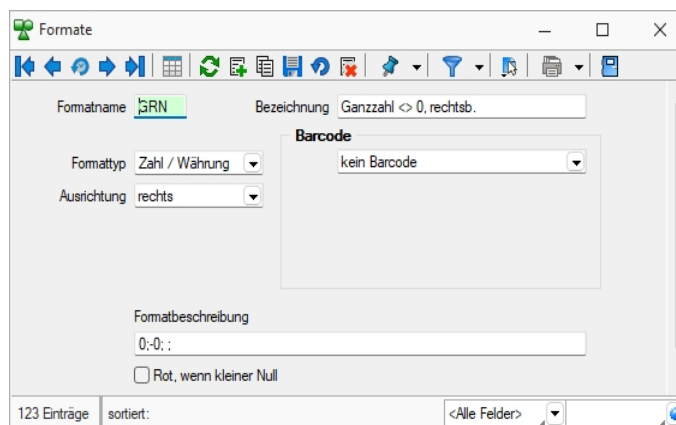 Formate
Formatname GRN Bezeichnung Ganzzahl <> 0, rechtsb.
Barcode
Formattyp Zahl / Währung kein Barcode
Ausrichtung rechts
Formatbeschreibung
0;-0; ;
Rot, wenn kleiner Null
123 Einträge sortiert: <Alle Felder>